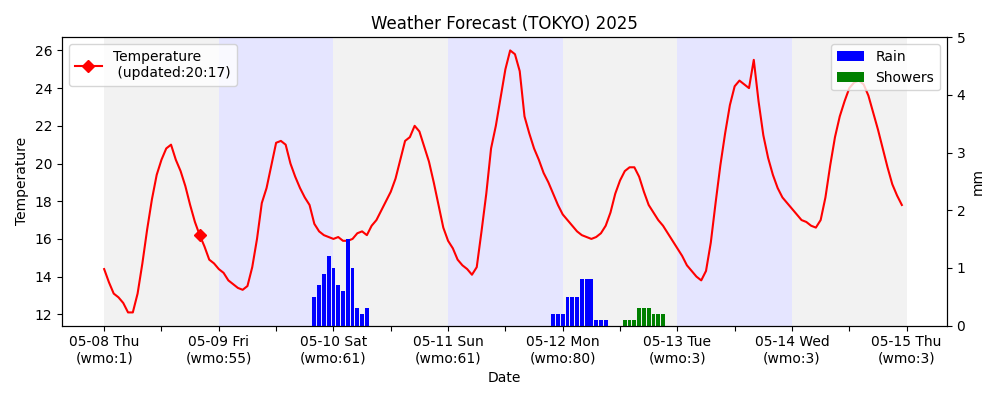 Weather Forecast (TOKYO) 2025
Temperature
(updated:20:17)
Rain
Showers
26
24
22
20
18
16
14
12
Temperature
5
4
3
2
1
0
mm
05-08 Thu
(wmo:1)
05-09 Fri
(wmo:55)
05-10 Sat
(wmo:61)
05-11 Sun
(wmo:61)
05-12 Mon
(wmo:80)
05-13 Tue
(wmo:3)
05-14 Wed
(wmo:3)
05-15 Thu
(wmo:3)
Date